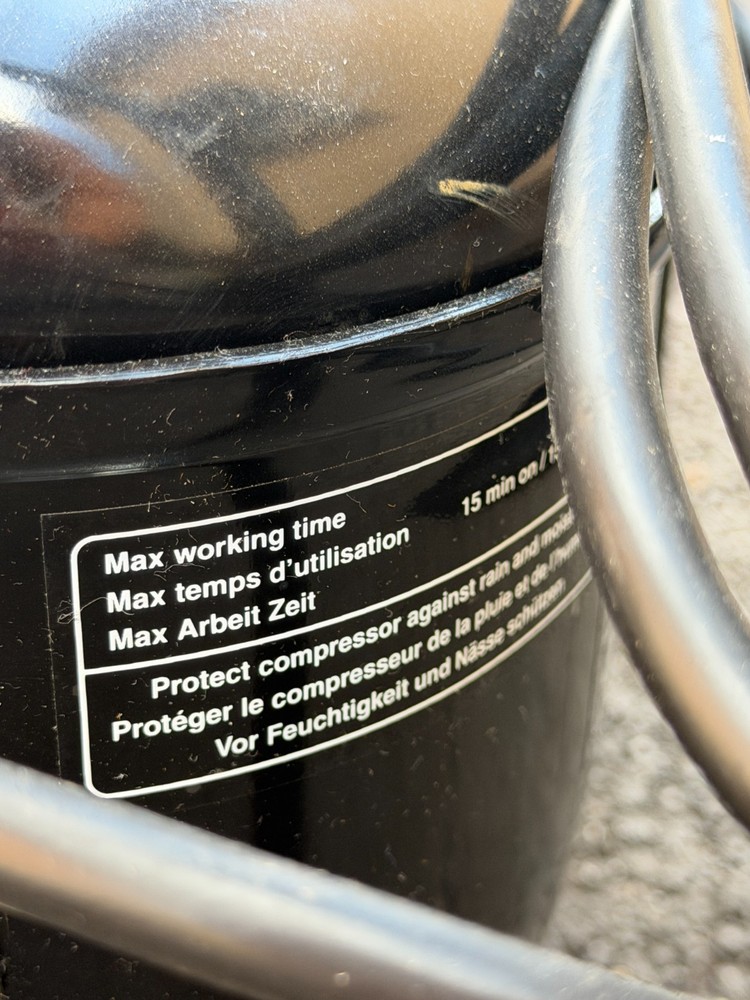 Max working time
Max temps d'utilisation
Max Arbeit Zeit
15 min on /
Protect compressor against rain and
Protéger le compresseur de la pluie et de
Vor Feuchtigkeit und Nässe schützen